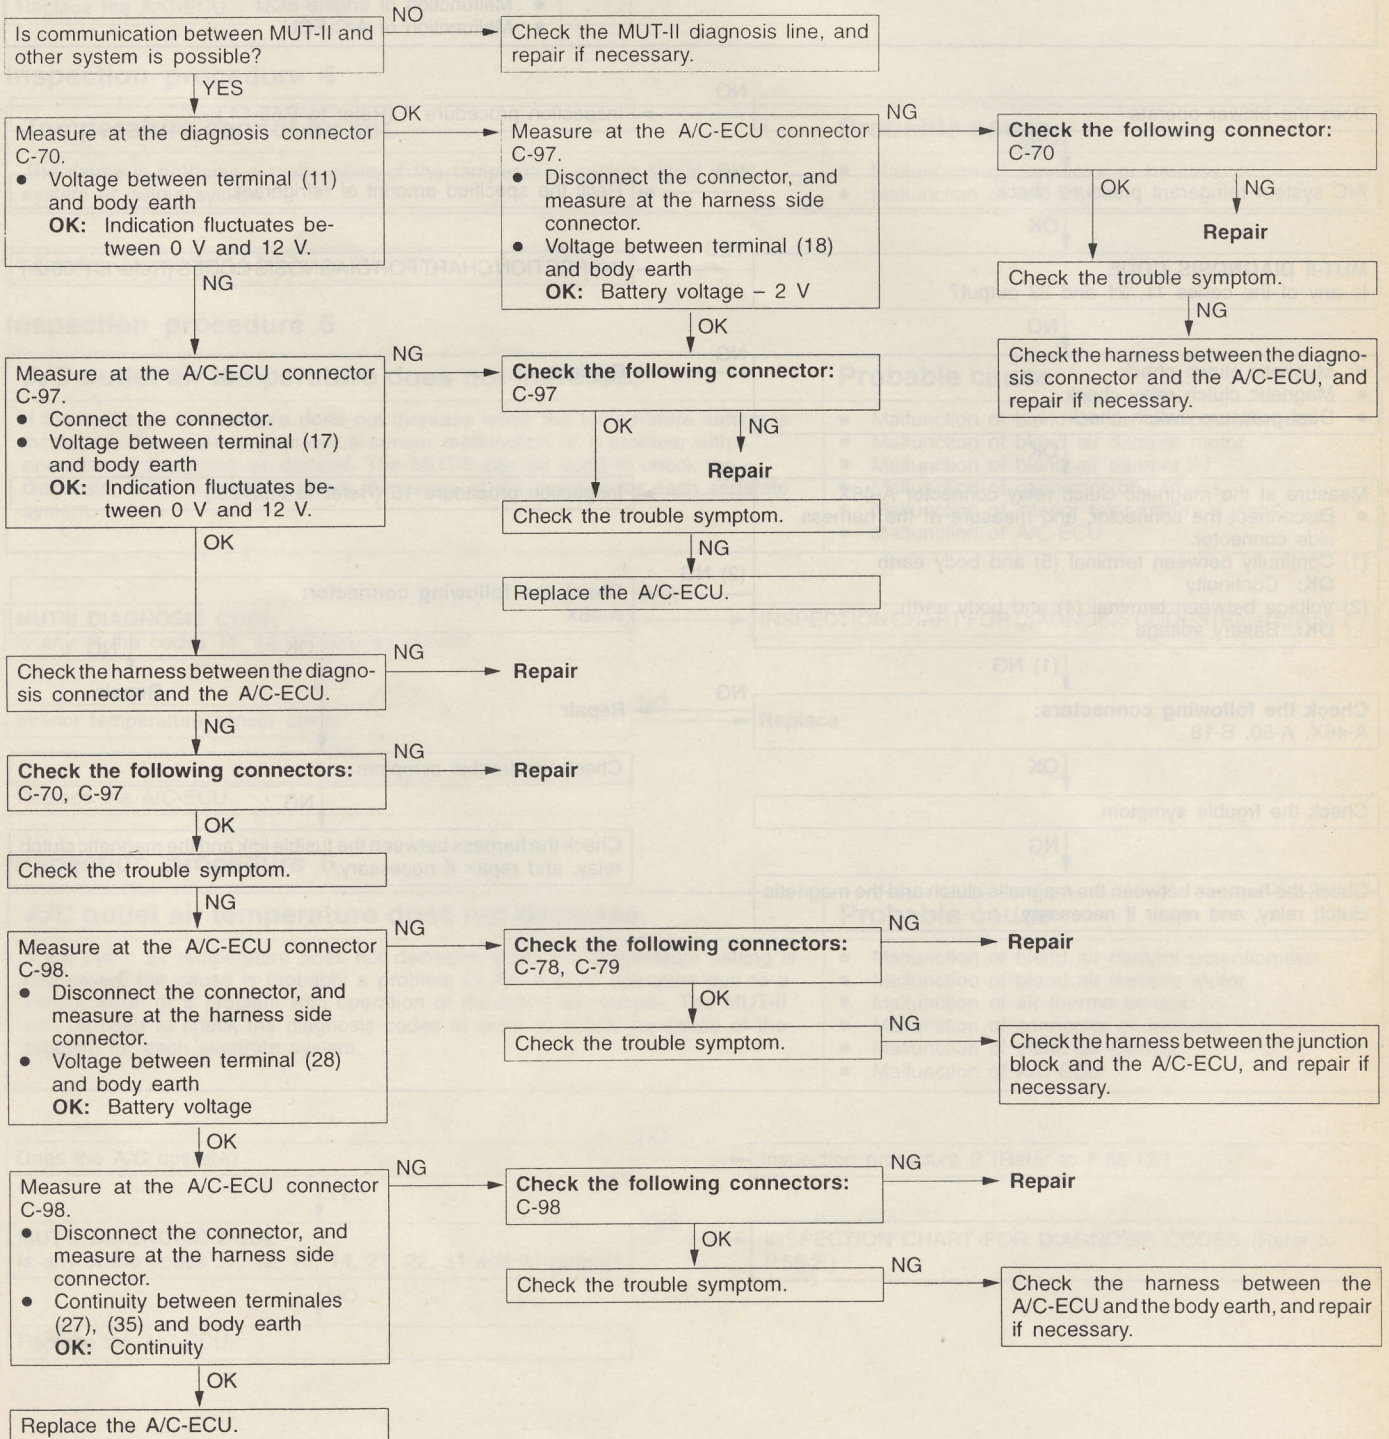 Is communication between MUT-II and
other system is possible?
NO
Check the MUT-II diagnosis line, and
repair if necessary.
YES
Measure at the diagnosis connector
C-70.
● Voltage between terminal (11)
and body earth
OK: Indication fluctuates be-
tween 0 V and 12 V.
OK
Measure at the A/C-ECU connector
C-97.
● Disconnect the connector, and
measure at the harness side
connector.
● Voltage between terminal (18)
and body earth
OK: Battery voltage – 2 V
NG
Check the following connector:
C-70
OK
NG
Repair
Check the trouble symptom.
NG
Check the harness between the diagno-
sis connector and the A/C-ECU, and
repair if necessary.
NG
OK
Measure at the A/C-ECU connector
C-97.
● Connect the connector.
● Voltage between terminal (17)
and body earth
OK: Indication fluctuates be-
tween 0 V and 12 V.
NG
Check the following connector:
C-97
OK
NG
Repair
Check the trouble symptom.
NG
Replace the A/C-ECU.
OK
Check the harness between the diagno-
sis connector and the A/C-ECU.
NG
Repair
NG
Check the following connectors:
C-70, C-97
NG
Repair
OK
Check the trouble symptom.
NG
Measure at the A/C-ECU connector
C-98.
● Disconnect the connector, and
measure at the harness side
connector.
● Voltage between terminal (28)
and body earth
OK: Battery voltage
NG
Check the following connectors:
C-78, C-79
NG
Repair
OK
Check the trouble symptom.
NG
Check the harness between the junction
block and the A/C-ECU, and repair if
necessary.
OK
Measure at the A/C-ECU connector
C-98.
● Disconnect the connector, and
measure at the harness side
connector.
● Continuity between terminales
(27), (35) and body earth
OK: Continuity
NG
Check the following connectors:
C-98
NG
Repair
OK
Check the trouble symptom.
NG
Check the harness between the
A/C-ECU and the body earth, and repair
if necessary.
OK
Replace the A/C-ECU.